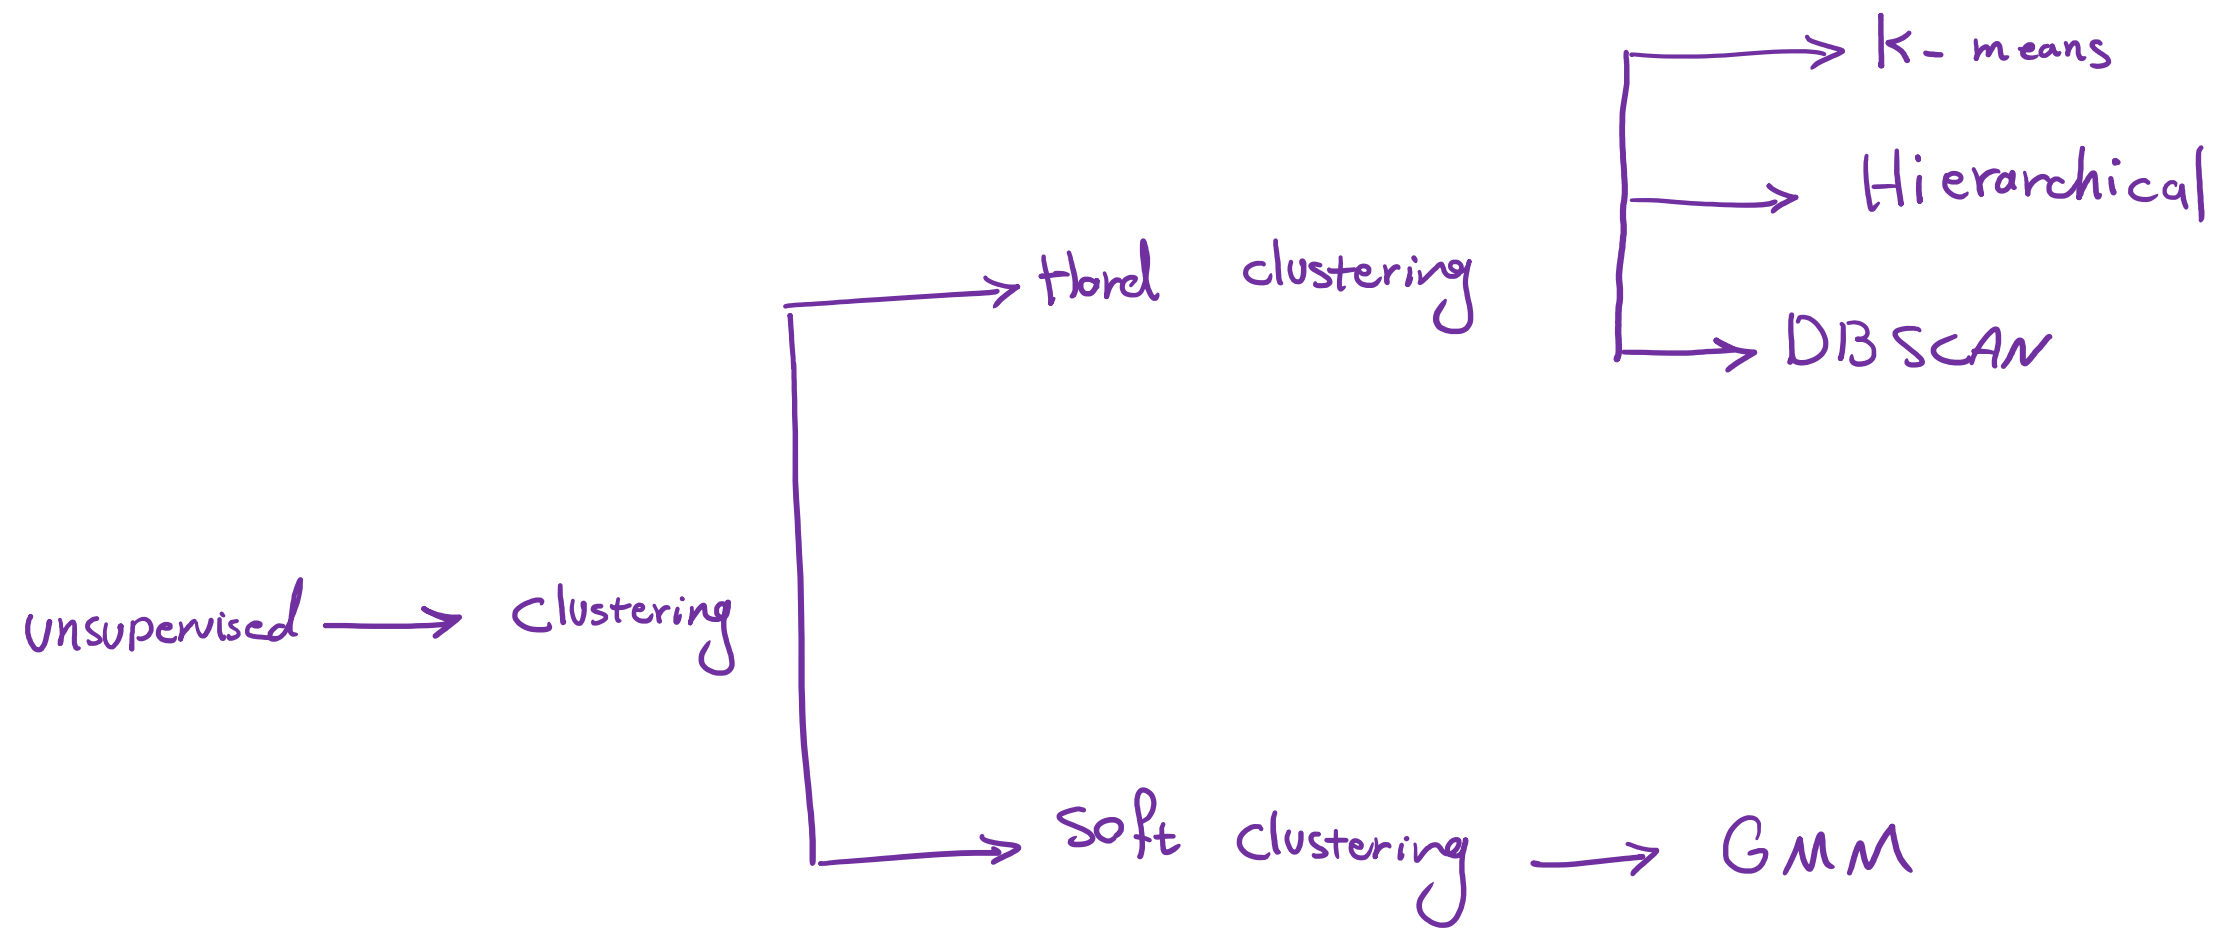 K- means
Hierarchical
Hard clustering
DBSCAN
unsupervised → clustering
Soft clustering → GMM